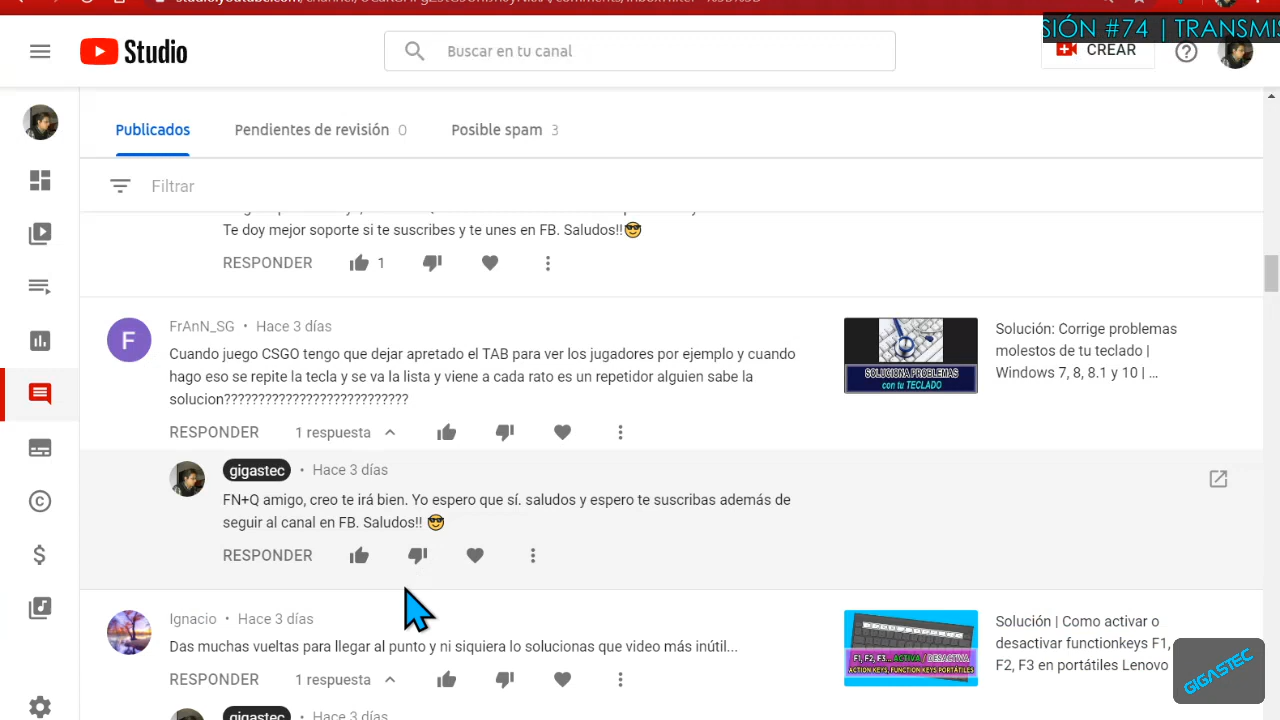 SIÓN #74 | TRANSMIS
Studio
Buscar en tu canal
CREAR
Publicados
Pendientes de revisión 0
Posible spam 3
Filtrar
Te doy mejor soporte si te suscribes y te unes en FB. Saludos!!😎
RESPONDER 1
F
FrAnN_SG • Hace 3 días
Cuando juego CSGO tengo que dejar apretado el TAB para ver los jugadores por ejemplo y cuando
hago eso se repite la tecla y se va la lista y viene a cada rato es un repetidor alguien sabe la
solucion???????????????????????????
RESPONDER 1 respuesta
SOLUCIONA PROBLEMAS
con tu TECLADO
Solución: Corrige problemas
molestos de tu teclado |
Windows 7, 8, 8.1 y 10 | ...
gigastec • Hace 3 días
FN+Q amigo, creo te irá bien. Yo espero que sí. saludos y espero te suscribas además de
seguir al canal en FB. Saludos!! 😎
RESPONDER
Ignacio • Hace 3 días
Das muchas vueltas para llegar al punto y ni siquiera lo solucionas que video más inútil...
RESPONDER 1 respuesta
F1, F2, F3... ACTIVA / DESACTIVA
ACTION KEYS, FUNCTION KEYS PORTÁTILES
Solución | Como activar o
desactivar functionkeys F1,
F2, F3 en portátiles Lenovo
GIGASTEC
gigastec • Hace 3 días